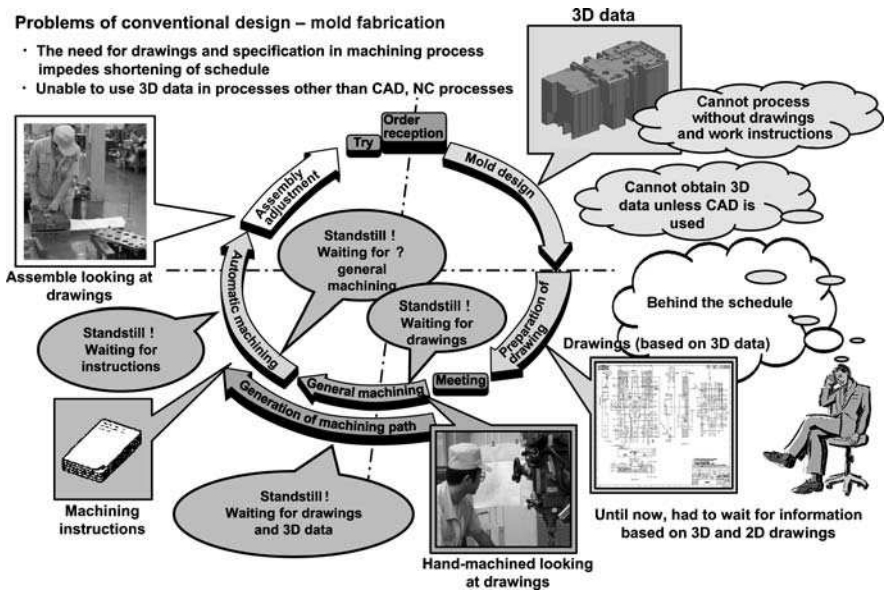 Problems of conventional design – mold fabrication
· The need for drawings and specification in machining process
impedes shortening of schedule
· Unable to use 3D data in processes other than CAD, NC processes
3D data
Cannot process
without drawings
and work instructions
Cannot obtain 3D
data unless CAD is
used
Order
reception
Try
Mold design
Assembly
adjustment
Assemble looking at
drawings
Standstill !
Waiting for ?
general
machining
Automatic machining
Standstill !
Waiting for
drawings
Preparation of
drawing
Behind the schedule
Standstill !
Waiting for
instructions
Drawings (based on 3D data)
Meeting
General machining
Generation of machining path
Machining
instructions
Standstill !
Waiting for drawings
and 3D data
Hand-machined looking
at drawings
Until now, had to wait for information
based on 3D and 2D drawings